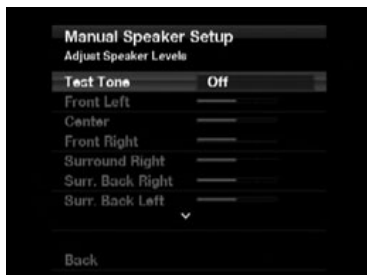 Manual Speaker Setup
Adjust Speaker Levels
Test Tone Off
Front Left
Center
Front Right
Surround Right
Surr. Back Right
Surr. Back Left
Back